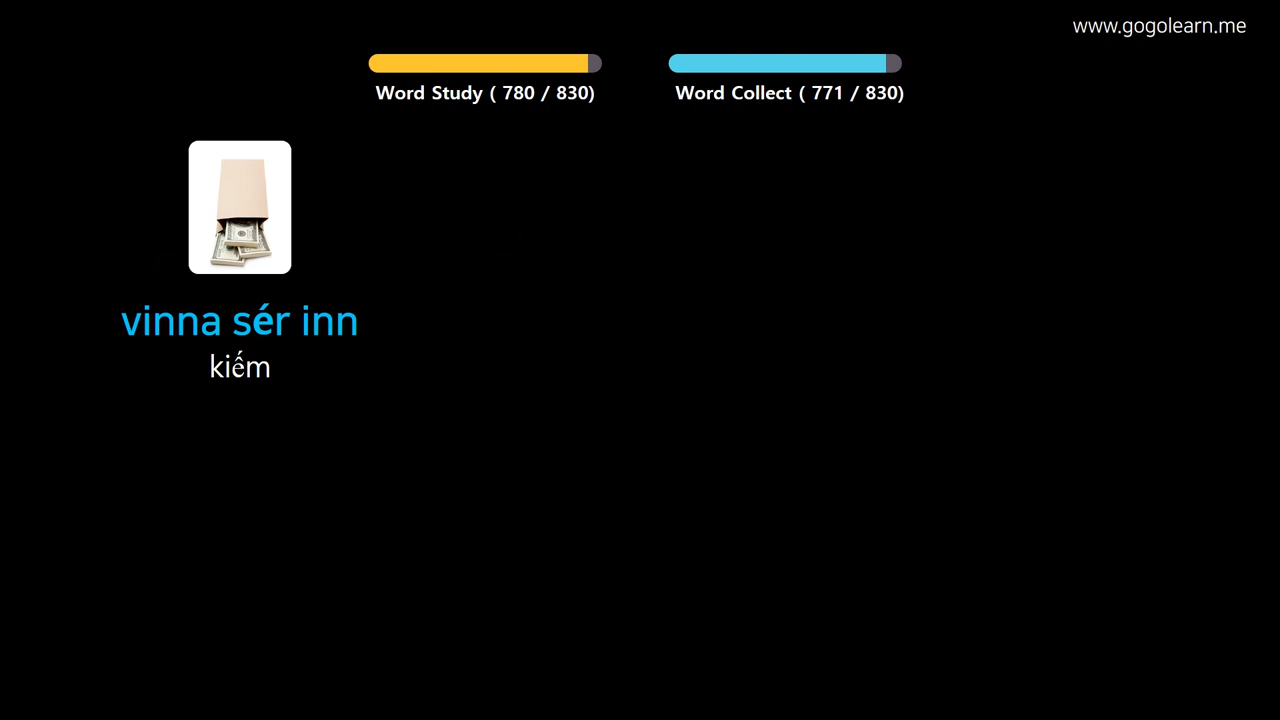 www.gogolearn.me
Word Study ( 780 / 830)
Word Collect ( 771 / 830)
vinna sér inn
kiếm